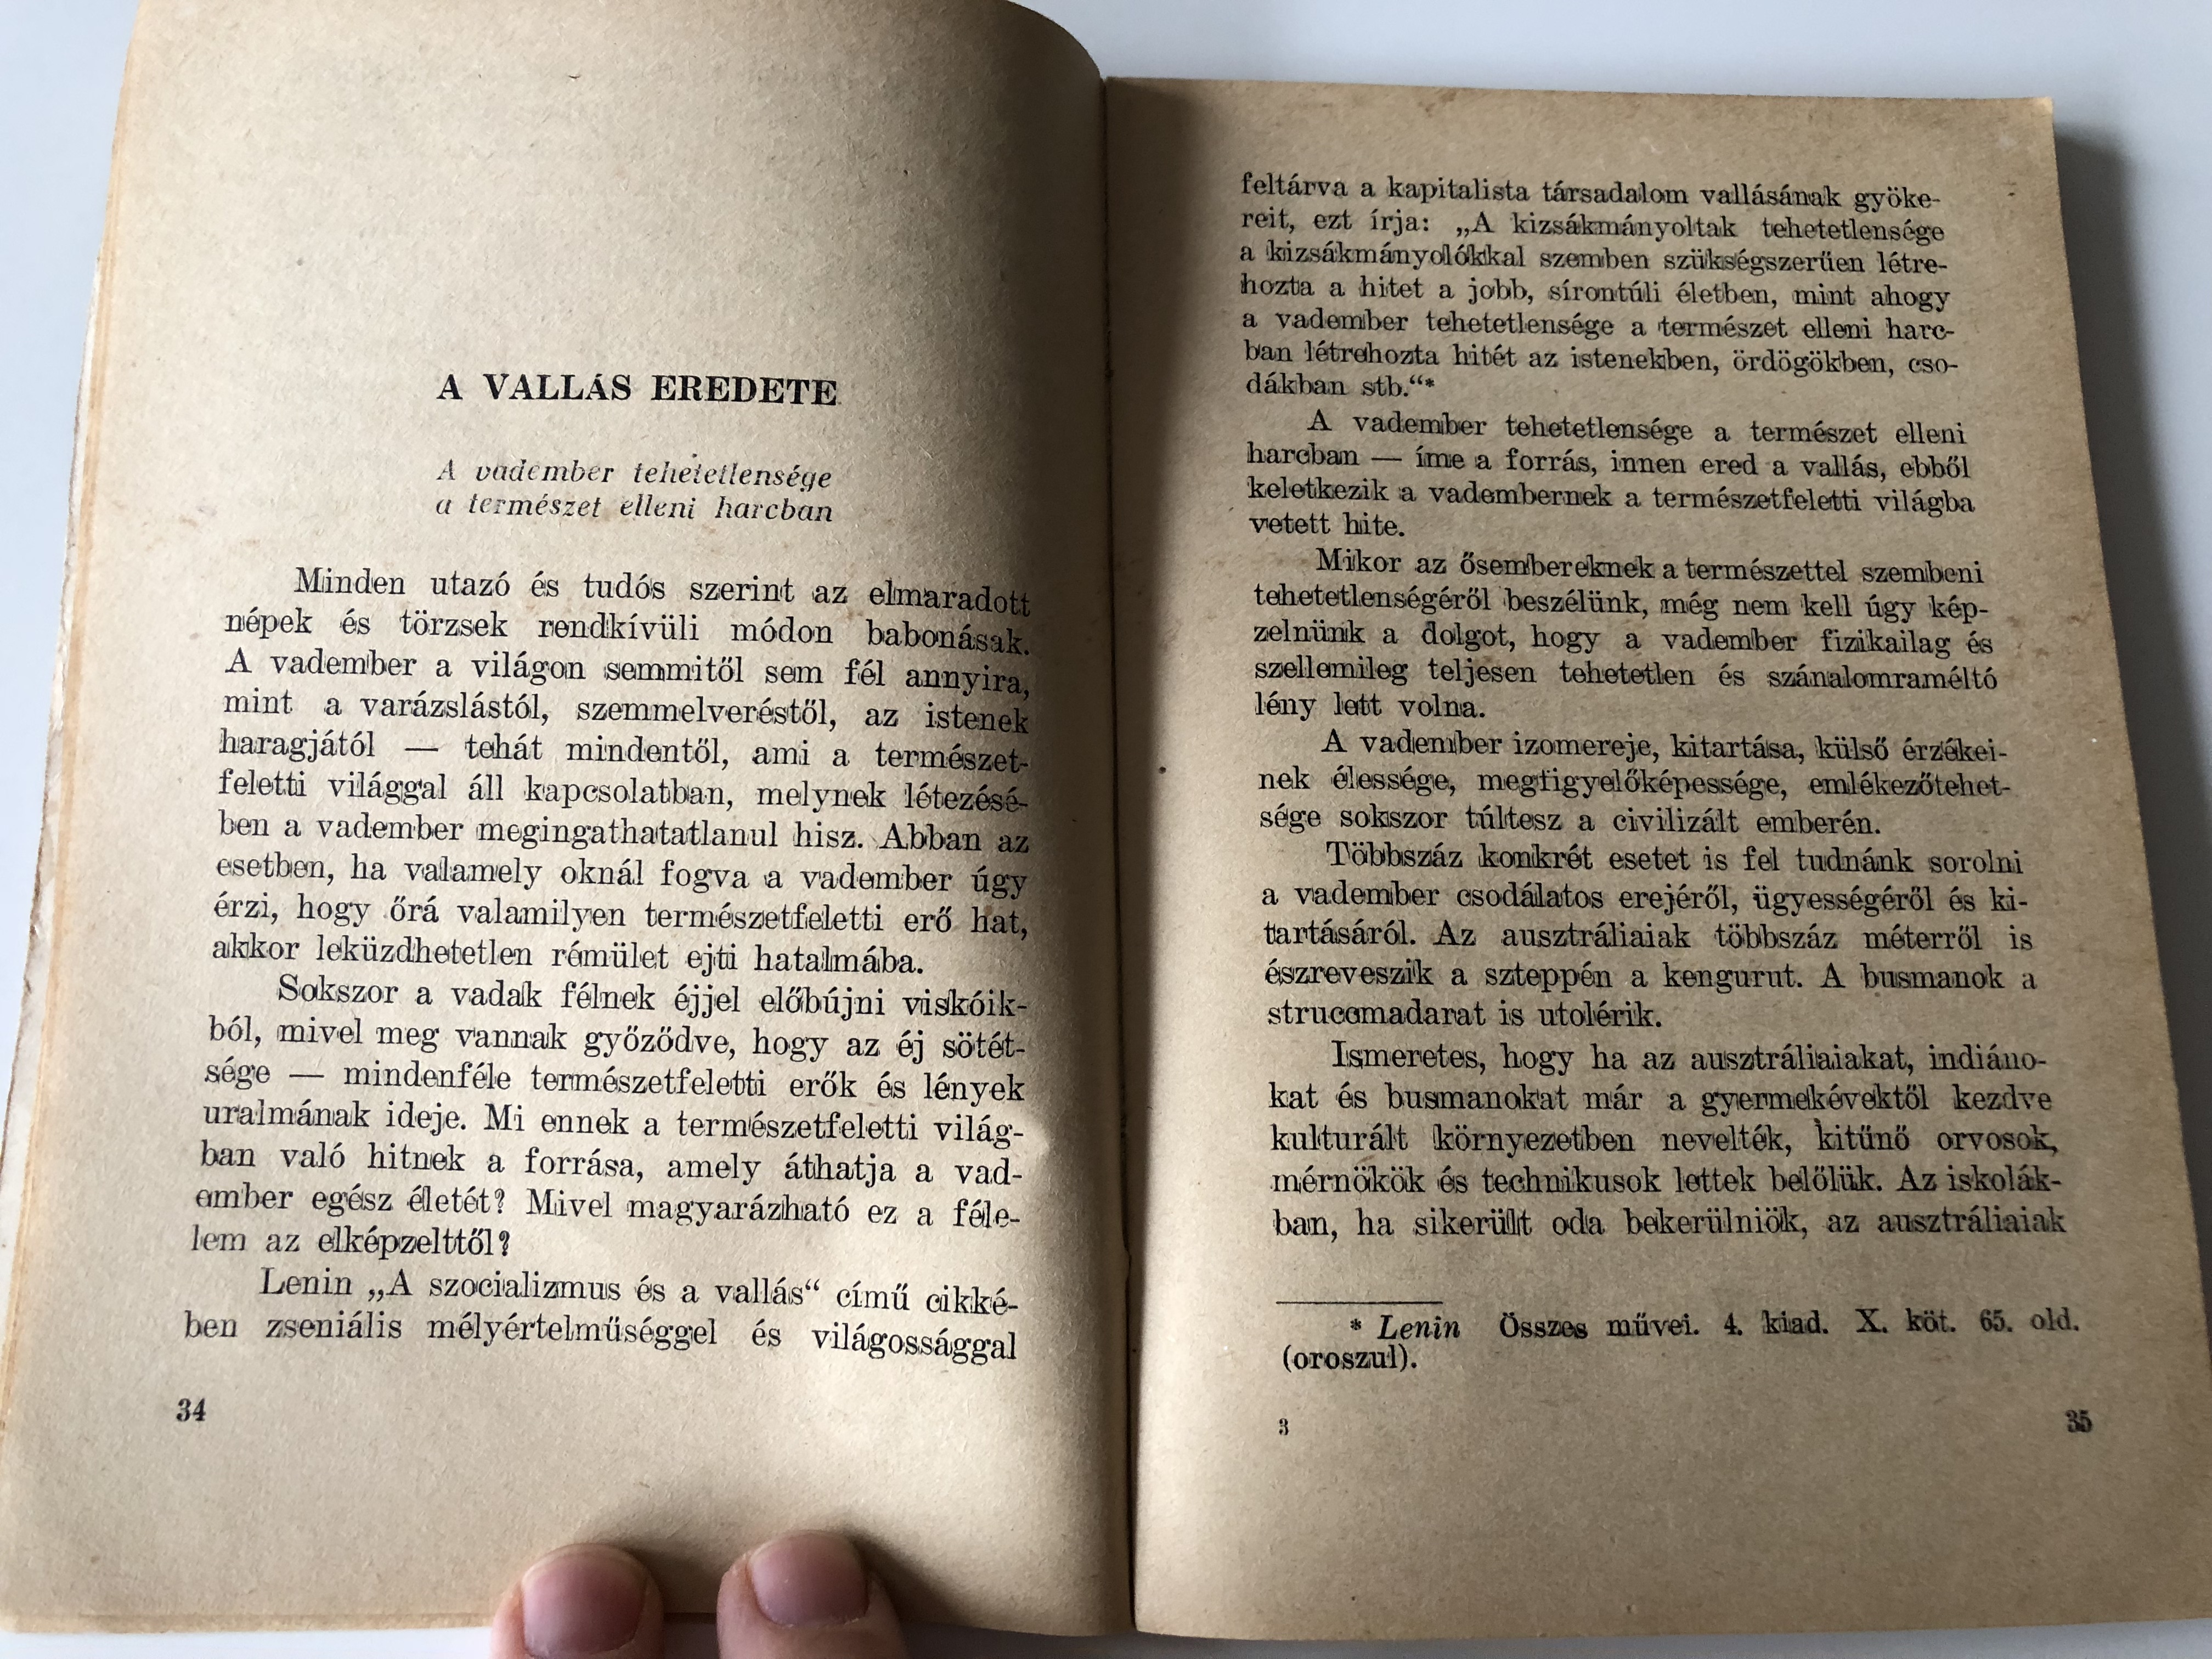 A VALLÁS EREDETE
A vadember tehetetlensége
a természet elleni harcban
Minden utazó és tudós szerint az elmaradott
népek és törzsek rendkívüli módon babonásak.
A vadember a világon semmitől sem fél annyira,
mint a varázslástól, szemmelveréstől, az istenek
haragjától — tehát mindentől, ami a természet-
feletti világgal áll kapcsolatban, melynek létezésé-
ben a vadember megingathatatlanul hisz. Abban az
esetben, ha valamely oknál fogva a vadember úgy
érzi, hogy őrá valamilyen természetfeletti erő hat,
akkor leküzdhetetlen rémület ejti hatalmába.
Sokszor a vadak félnek éjjel előbújni viskóik-
ból, mivel meg vannak győződve, hogy az éj sötét-
sége — mindenféle természetfeletti erők és lények
uralmának ideje. Mi ennek a természetfeletti világ-
ban való hitnek a forrása, amely áthatja a vad-
ember egész életét? Mivel magyarázható ez a féle-
lem az elképzelttől?
Lenin „A szocializmus és a vallás“ című cikké-
ben zseniális mélyértelműséggel és világossággal
34
feltárva a kapitalista társadalom vallásának gyöke-
reit, ezt írja: „A kizsákmányoltak tehetetlensége
a kizsákmányolókkal szemben szükségszerűen létre-
hozta a hitet a jobb, sírontúli életben, mint ahogy
a vadember tehetetlensége a természet elleni harc-
ban létrehozta hitét az istenekben, ördögökben, cso-
dákban stb.“*
A vadember tehetetlensége a természet elleni
harcban — íme a forrás, innen ered a vallás, ebből
keletkezik a vadembernek a természetfeletti világba
vetett hite.
Mikor az ősembereknek a természettel szembeni
tehetetlenségéről beszélünk, még nem kell úgy kép-
zelnünk a dolgot, hogy a vadember fizikailag és
szellemileg teljesen tehetetlen és szánalomraméltó
lény lett volna.
A vadember izomereje, kitartása, külső érzékei-
nek élessége, megfigyelőképessége, emlékezőtehet-
sége sokszor túltesz a civilizált emberén.
Többszáz konkrét esetet is fel tudnánk sorolni
a vadember csodálatos erejéről, ügyességéről és ki-
tartásáról. Az ausztráliaiak többszáz méterről is
észreveszik a szteppén a kengurut. A busmanok a
struccmadarat is utolérik.
Ismeretes, hogy ha az ausztráliaiakat, indiáno-
kat és busmanokat már a gyermekévektől kezdve
kulturált környezetben nevelték, kitűnő orvosok,
mérnökök és technikusok lettek belőlük. Az iskolák-
ban, ha sikerült oda bekerülniök, az ausztráliaiak
* Lenin Összes művei. 4. kiad. X. köt. 65. old.
(oroszul).
3
35